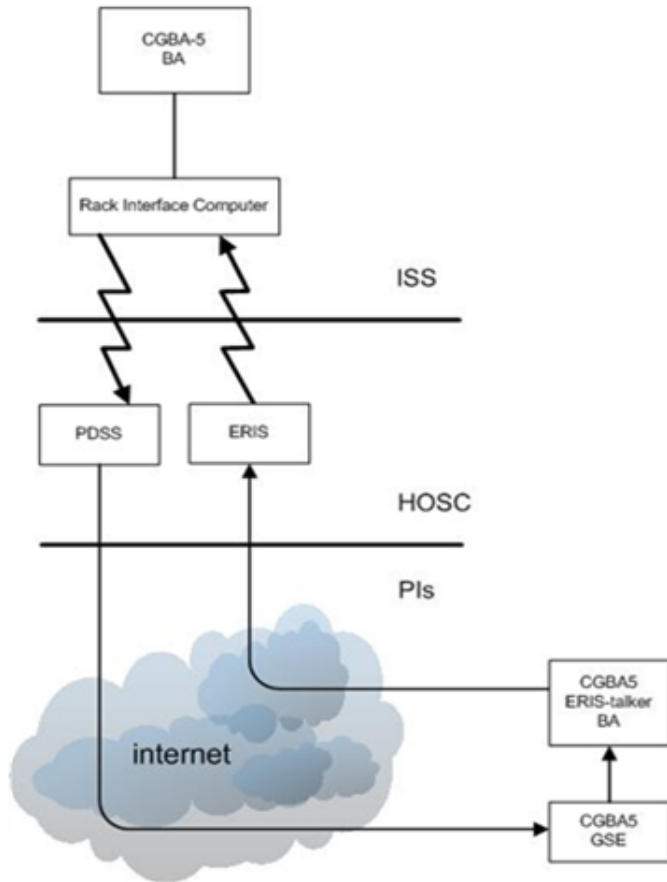 CGBA-5
BA
Rack Interface Computer
ISS
PDSS
ERIS
HOSC
PIs
CGBA5
ERIS-talker
BA
internet
CGBA5
GSE